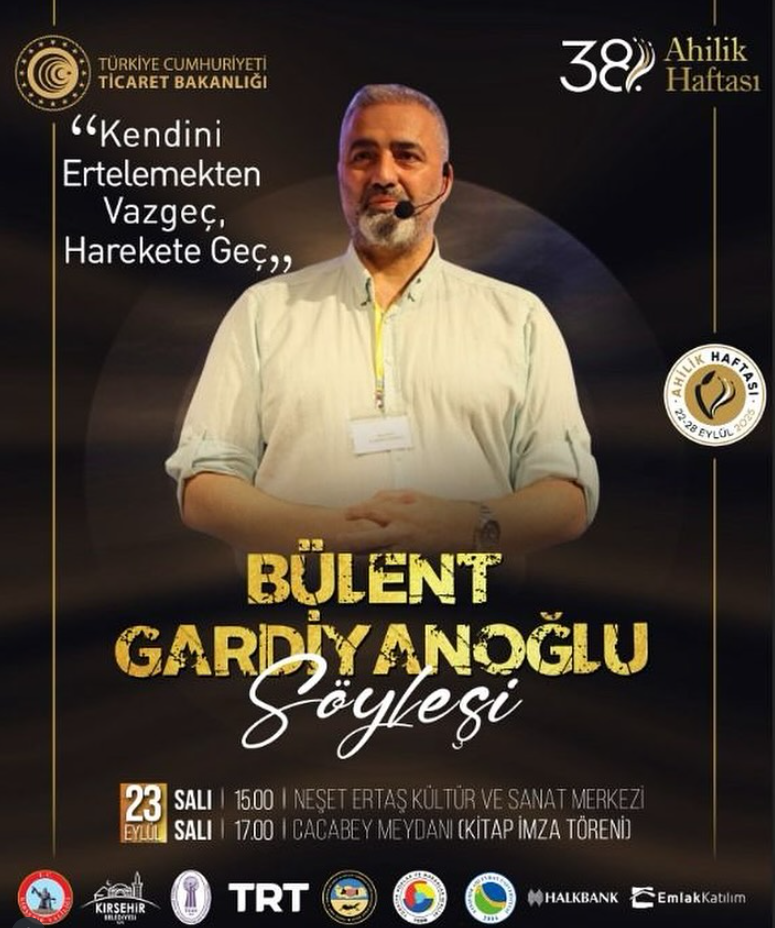 TÜRKİYE CUMHURİYETİ
TİCARET BAKANLIĞI
38. Ahilik
Haftası
“Kendini
Ertelemekten
Vazgeç,
Harekete Geç„
AHİLİK HAFTASI
22-28 EYLÜL 2025
BÜLENT
GARDİYANOĞLU
Söyleşi
23 EYLÜL
SALI | 15.00 | NEŞET ERTAŞ KÜLTÜR VE SANAT MERKEZİ
SALI | 17.00 | CACABEY MEYDANI (KİTAP İMZA TÖRENİ)
KIRŞEHİR
BELEDİYESİ
TRT
HALKBANK
EmlakKatılım